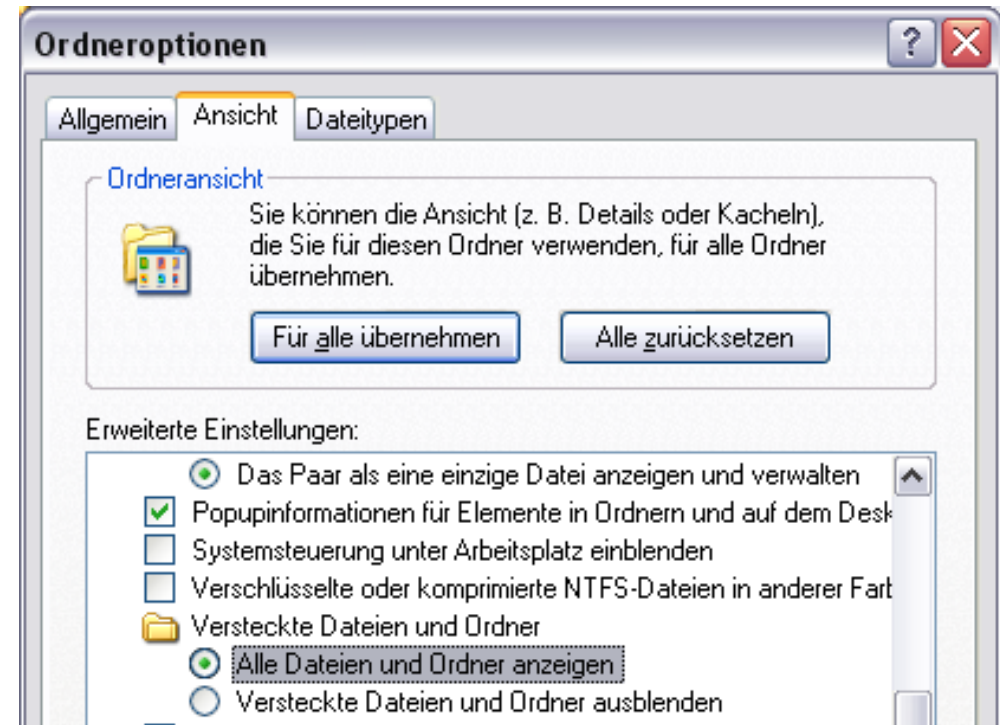 Ordneroptionen
Allgemein Ansicht Dateitypen
Ordneransicht
Sie können die Ansicht (z. B. Details oder Kacheln),
die Sie für diesen Ordner verwenden, für alle Ordner
übernehmen.
Für alle übernehmen Alle zurücksetzen
Erweiterte Einstellungen:
Das Paar als eine einzige Datei anzeigen und verwalten
Popupinformationen für Elemente in Ordnern und auf dem Desk
Systemsteuerung unter Arbeitsplatz einblenden
Verschlüsselte oder komprimierte NTFS-Dateien in anderer Farb
Versteckte Dateien und Ordner
Alle Dateien und Ordner anzeigen
Versteckte Dateien und Ordner ausblenden